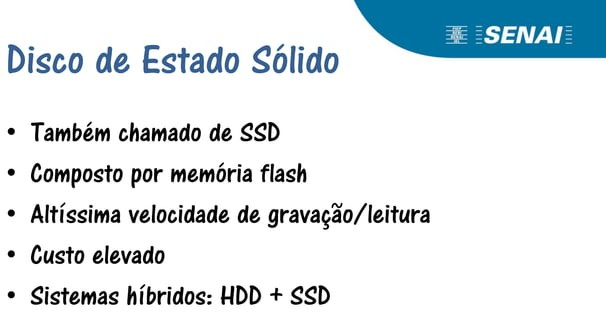 SENAI
Disco de Estado Sólido
• Também chamado de SSD
• Composto por memória flash
• Altíssima velocidade de gravação/leitura
• Custo elevado
• Sistemas híbridos: HDD + SSD